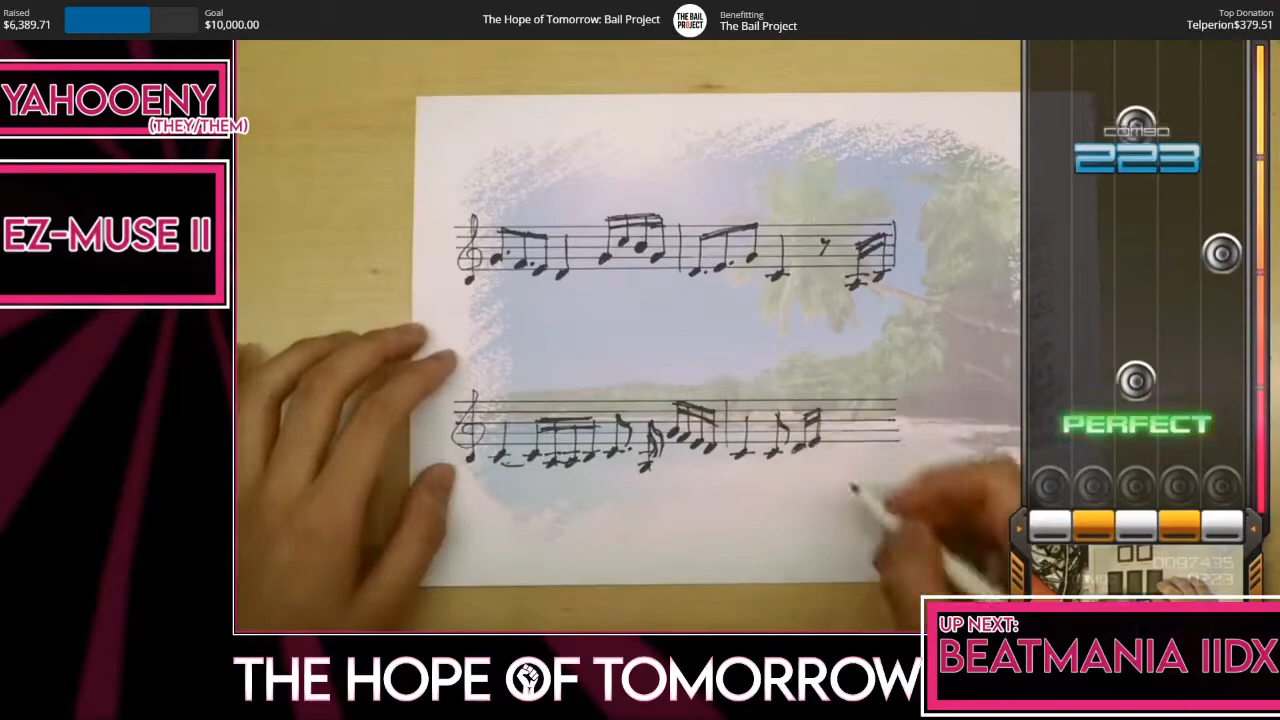 Raised
$6,389.71
Goal
$10,000.00
The Hope of Tomorrow: Bail Project
THE BAIL
PROJECT
Benefitting
The Bail Project
Top Donation
Telperion$379.51
YAHOOENY
(THEY/THEM)
EZ-MUSE II
COMBO
223
PERFECT
0097435
0223
UP NEXT:
BEATMANIA IIDX
THE HOPE OF TOMORROW